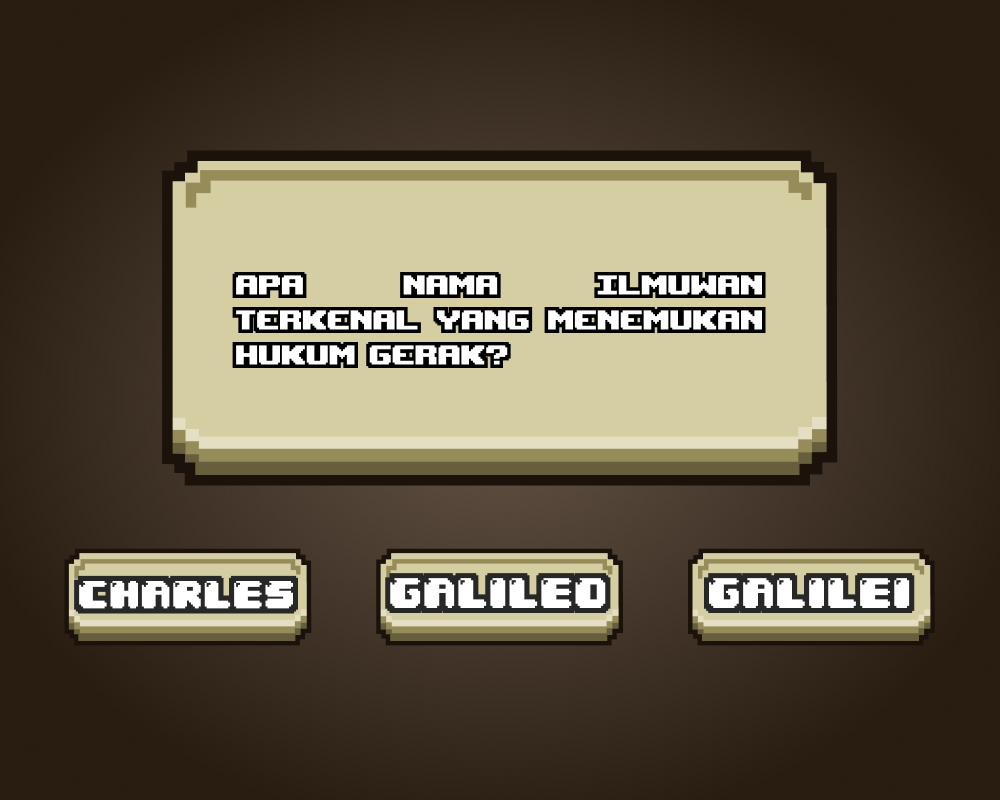 APA NAMA ILMUWAN
TERKENAL YANG MENEMUKAN
HUKUM GERAK?
CHARLES
GALILEO
GALILEI